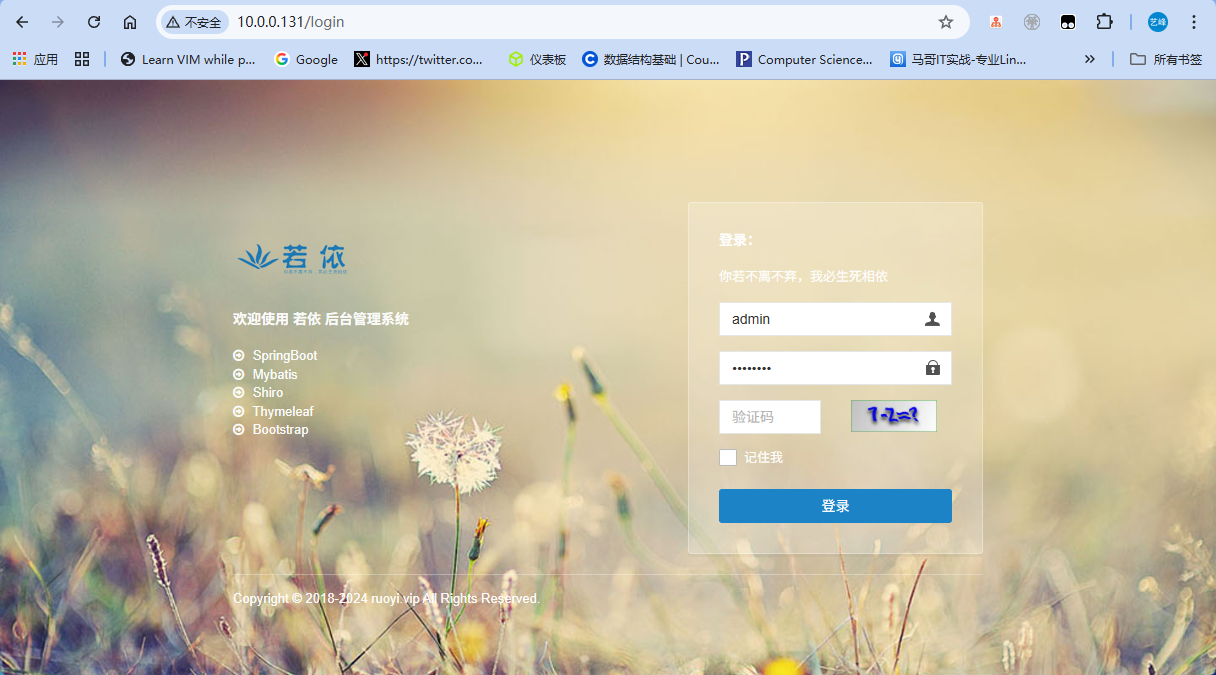 不安全 10.0.0.131/login 艺峰
应用 Learn VIM while p... Google https://twitter.co... 仪表板 数据结构基础 | Cou... Computer Science... 马哥IT实战-专业Lin... 所有书签
若依
欢迎使用 若依 后台管理系统
SpringBoot
Mybatis
Shiro
Thymeleaf
Bootstrap
登录：
你若不离不弃，我必生死相依
admin
••••••••
验证码
记住我
登录
Copyright © 2018-2024 ruoyi.vip All Rights Reserved.